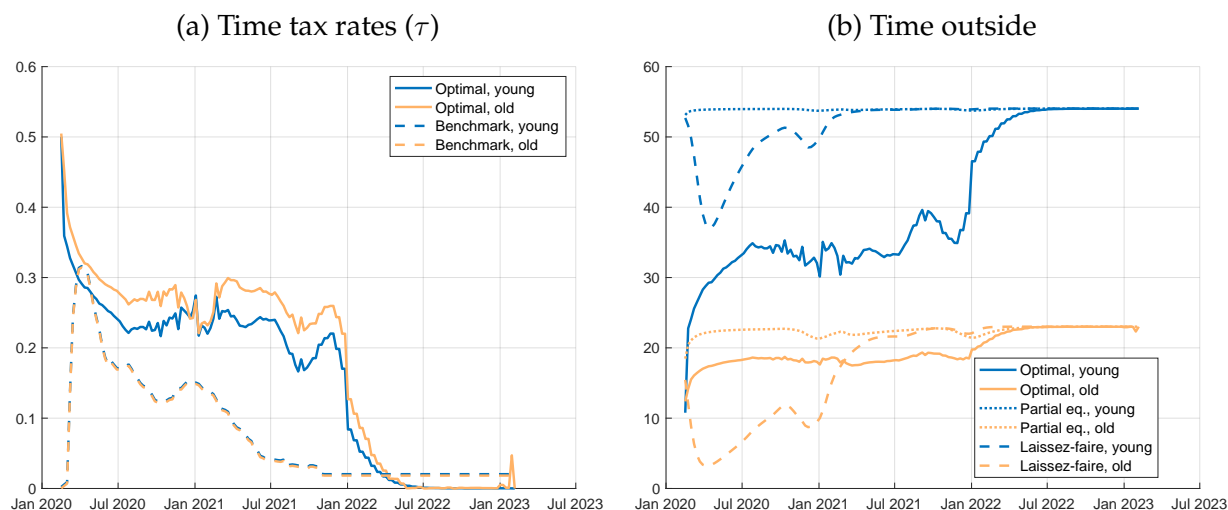 (a) Time tax rates (τ)
0.6
0.5
0.4
0.3
0.2
0.1
0
Jan 2020 Jul 2020 Jan 2021 Jul 2021 Jan 2022 Jul 2022 Jan 2023 Jul 2023
Optimal, young
Optimal, old
Benchmark, young
Benchmark, old
(b) Time outside
60
50
40
30
20
10
0
Jan 2020 Jul 2020 Jan 2021 Jul 2021 Jan 2022 Jul 2022 Jan 2023 Jul 2023
Optimal, young
Optimal, old
Partial eq., young
Partial eq., old
Laissez-faire, young
Laissez-faire, old